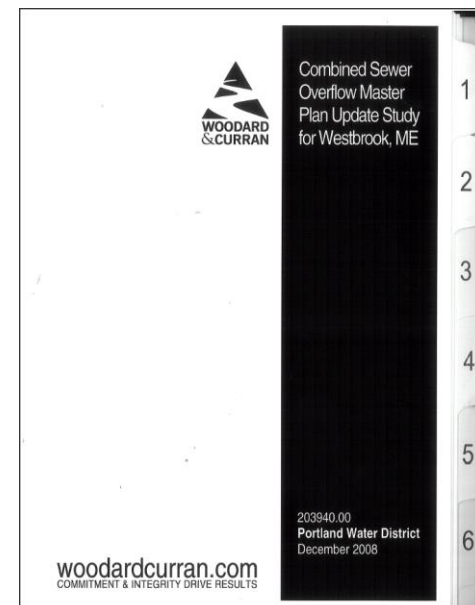 WOODARD
&CURRAN
Combined Sewer
Overflow Master
Plan Update Study
for Westbrook, ME
1
2
3
4
5
6
203940.00
Portland Water District
December 2008
woodardcurran.com
COMMITMENT & INTEGRITY DRIVE RESULTS